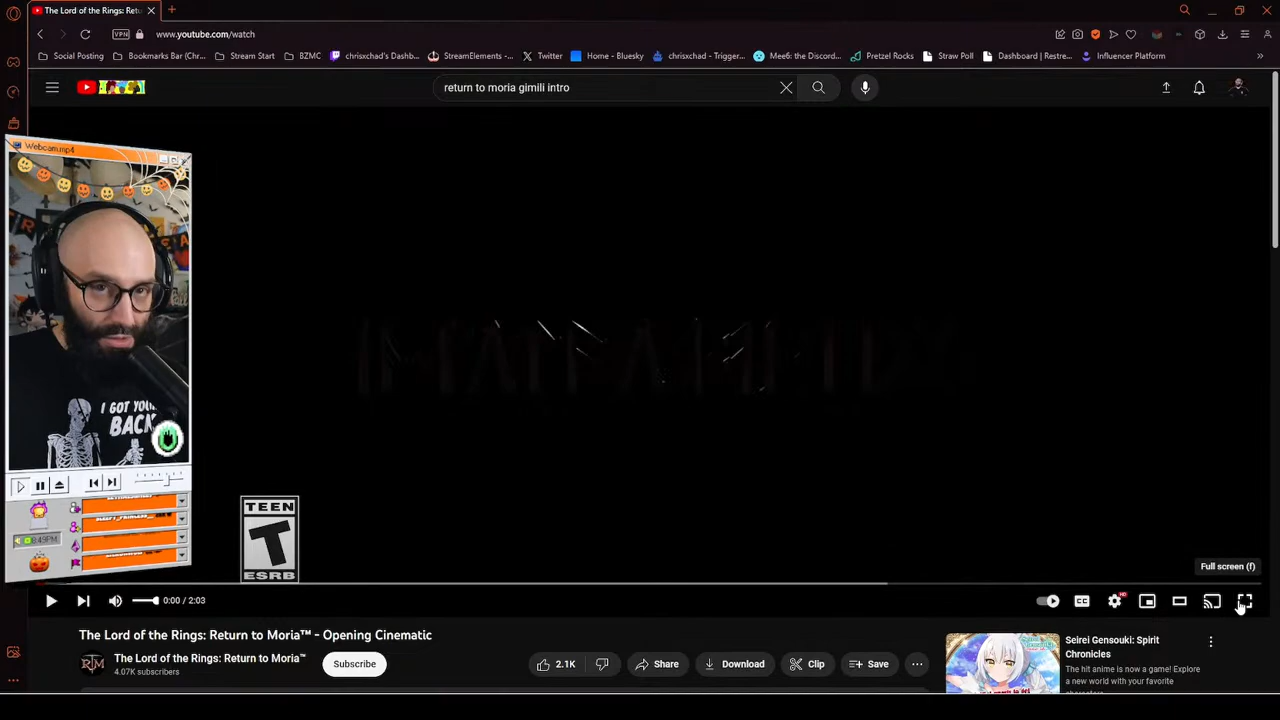 The Lord of the Rings: Retu
VPN
www.youtube.com/watch
Social Posting
Bookmarks Bar (Chr...
Stream Start
BZMC
chrisxchad's Dashb...
StreamElements - ...
Twitter
Home - Bluesky
chrisxchad - Trigger...
Mee6: the Discord...
Pretzel Rocks
Straw Poll
Dashboard | Restre...
Influencer Platform
»
return to moria gimili intro
Webcam.mp4
I GOT YOUR
BACK
TEEN
T
ESRB
Full screen (f)
0:00 / 2:03
CC
HD
The Lord of the Rings: Return to Moria™ - Opening Cinematic
The Lord of the Rings: Return to Moria™
4.07K subscribers
Subscribe
2.1K
Share
Download
Clip
Save
Seirei Gensouki: Spirit
Chronicles
The hit anime is now a game! Explore
a new world with your favorite